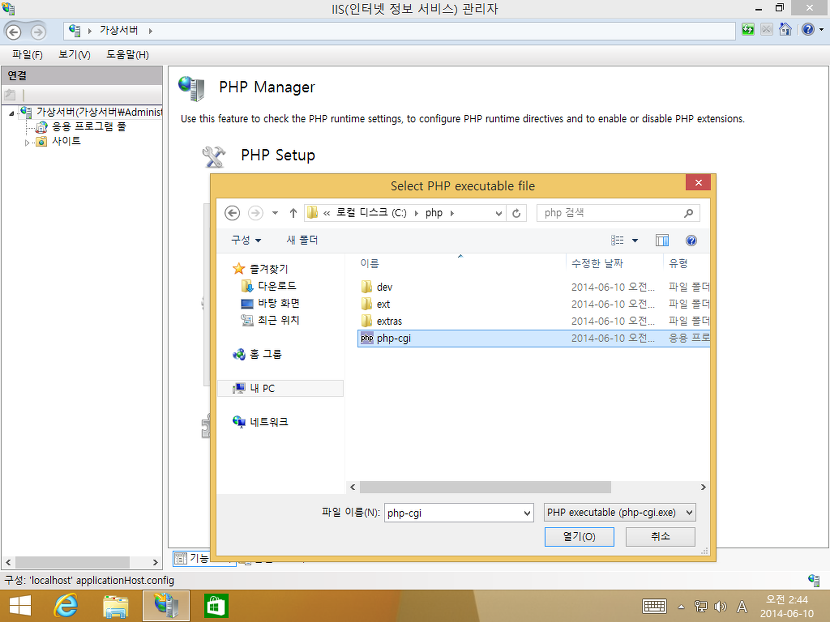 IIS(인터넷 정보 서비스) 관리자
가상서버
파일(F) 보기(V) 도움말(H)
연결
가상서버(가상서버\Administ
응용 프로그램 풀
사이트
PHP Manager
Use this feature to check the PHP runtime settings, to configure PHP runtime directives and to enable or disable PHP extensions.
PHP Setup
Select PHP executable file
« 로컬 디스크 (C:) php
php 검색
구성 새 폴더
즐겨찾기
다운로드
바탕 화면
최근 위치
홈 그룹
내 PC
네트워크
이름 수정한 날짜 유형
dev 2014-06-10 오전... 파일 폴더
ext 2014-06-10 오전... 파일 폴더
extras 2014-06-10 오전... 파일 폴더
php php-cgi 2014-06-10 오전... 응용 프로
파일 이름(N): php-cgi PHP executable (php-cgi.exe)
열기(O) 취소
기능
구성: 'localhost' applicationHost.config
A
오전 2:44
2014-06-10